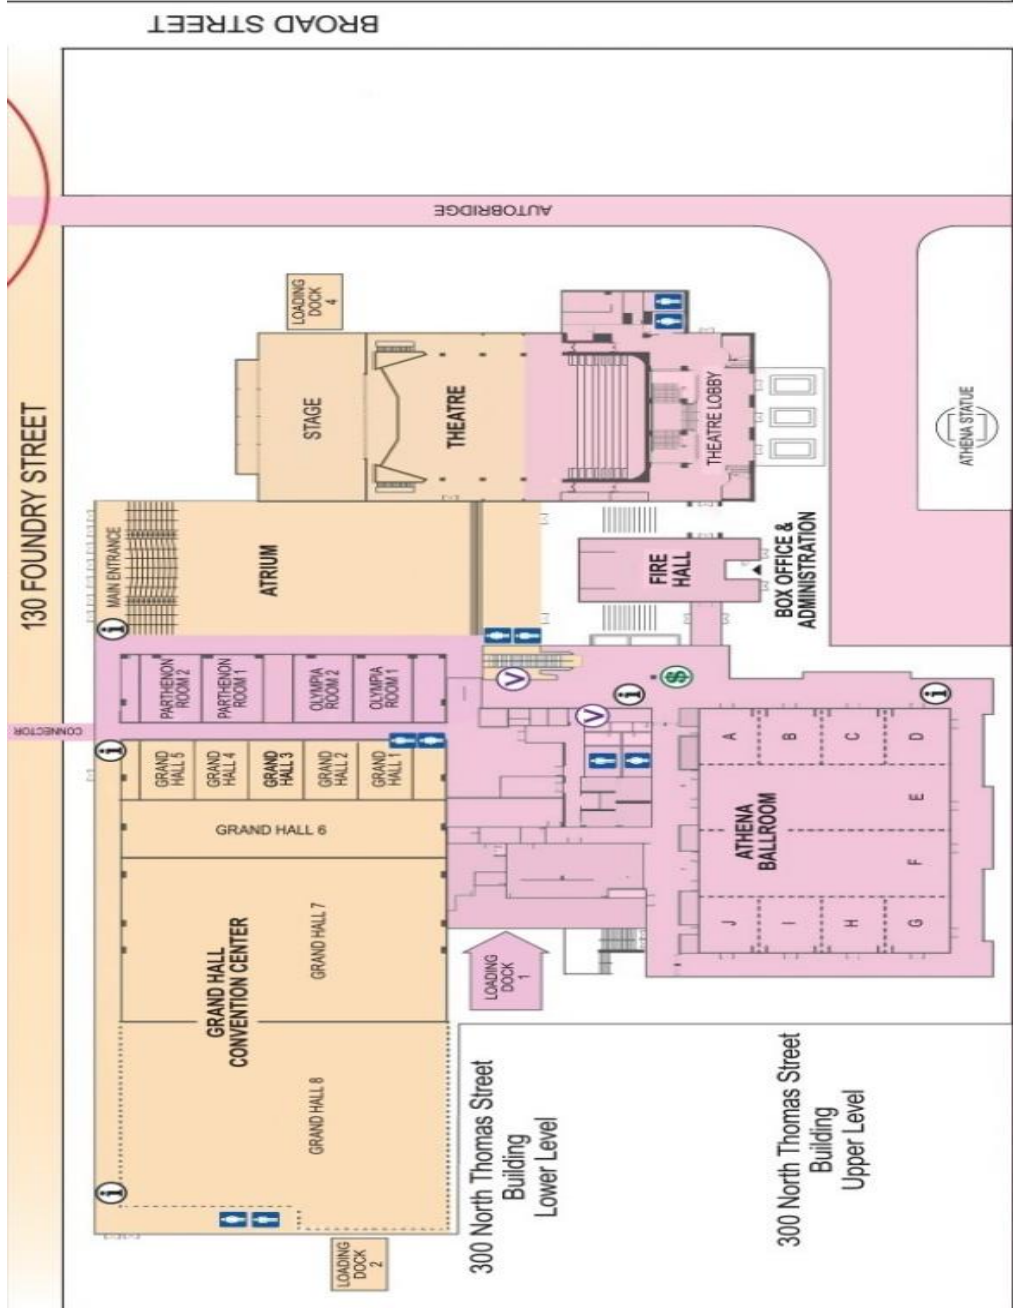 BROAD STREET
AUTOBRIDGE
130 FOUNDRY STREET
LOADING
DOCK
4
STAGE
THEATRE
THEATRE LOBBY
ATHENA STATUE
MAIN ENTRANCE
ATRIUM
FIRE
HALL
BOX OFFICE &
ADMINISTRATION
i
PARTHENON
ROOM 2
PARTHENON
ROOM 1
OLYMPIA
ROOM 2
OLYMPIA
ROOM 1
V
$
i
i
V
CONNECTOR
i
GRAND
HALL 5
GRAND
HALL 4
GRAND
HALL 3
GRAND
HALL 2
GRAND
HALL 1
GRAND HALL 6
GRAND HALL 7
GRAND HALL
CONVENTION CENTER
GRAND HALL 8
i
LOADING
DOCK
1
LOADING
DOCK
2
A
B
C
D
E
ATHENA
BALLROOM
F
J
I
H
G
300 North Thomas Street
Building
Lower Level
300 North Thomas Street
Building
Upper Level